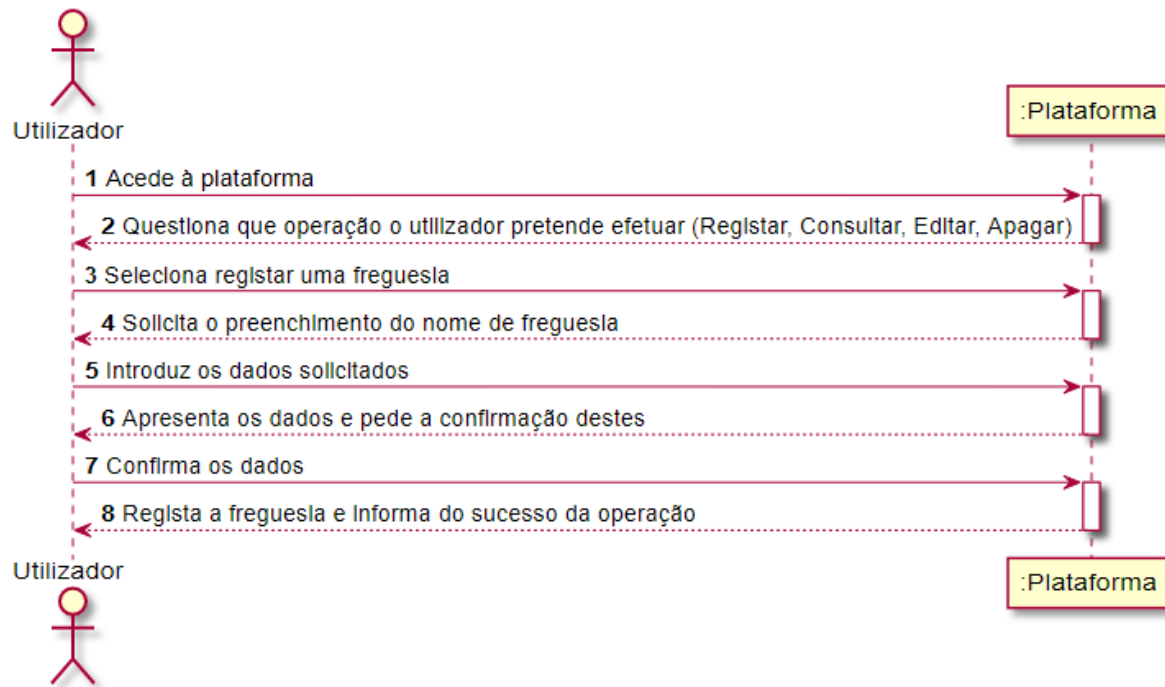 Utilizador
:Plataforma
1 Acede à plataforma
2 Questiona que operação o utilizador pretende efetuar (Registar, Consultar, Editar, Apagar)
3 Seleciona registar uma freguesia
4 Solicita o preenchimento do nome de freguesia
5 Introduz os dados solicitados
6 Apresenta os dados e pede a confirmação destes
7 Confirma os dados
8 Regista a freguesia e informa do sucesso da operação
Utilizador
:Plataforma